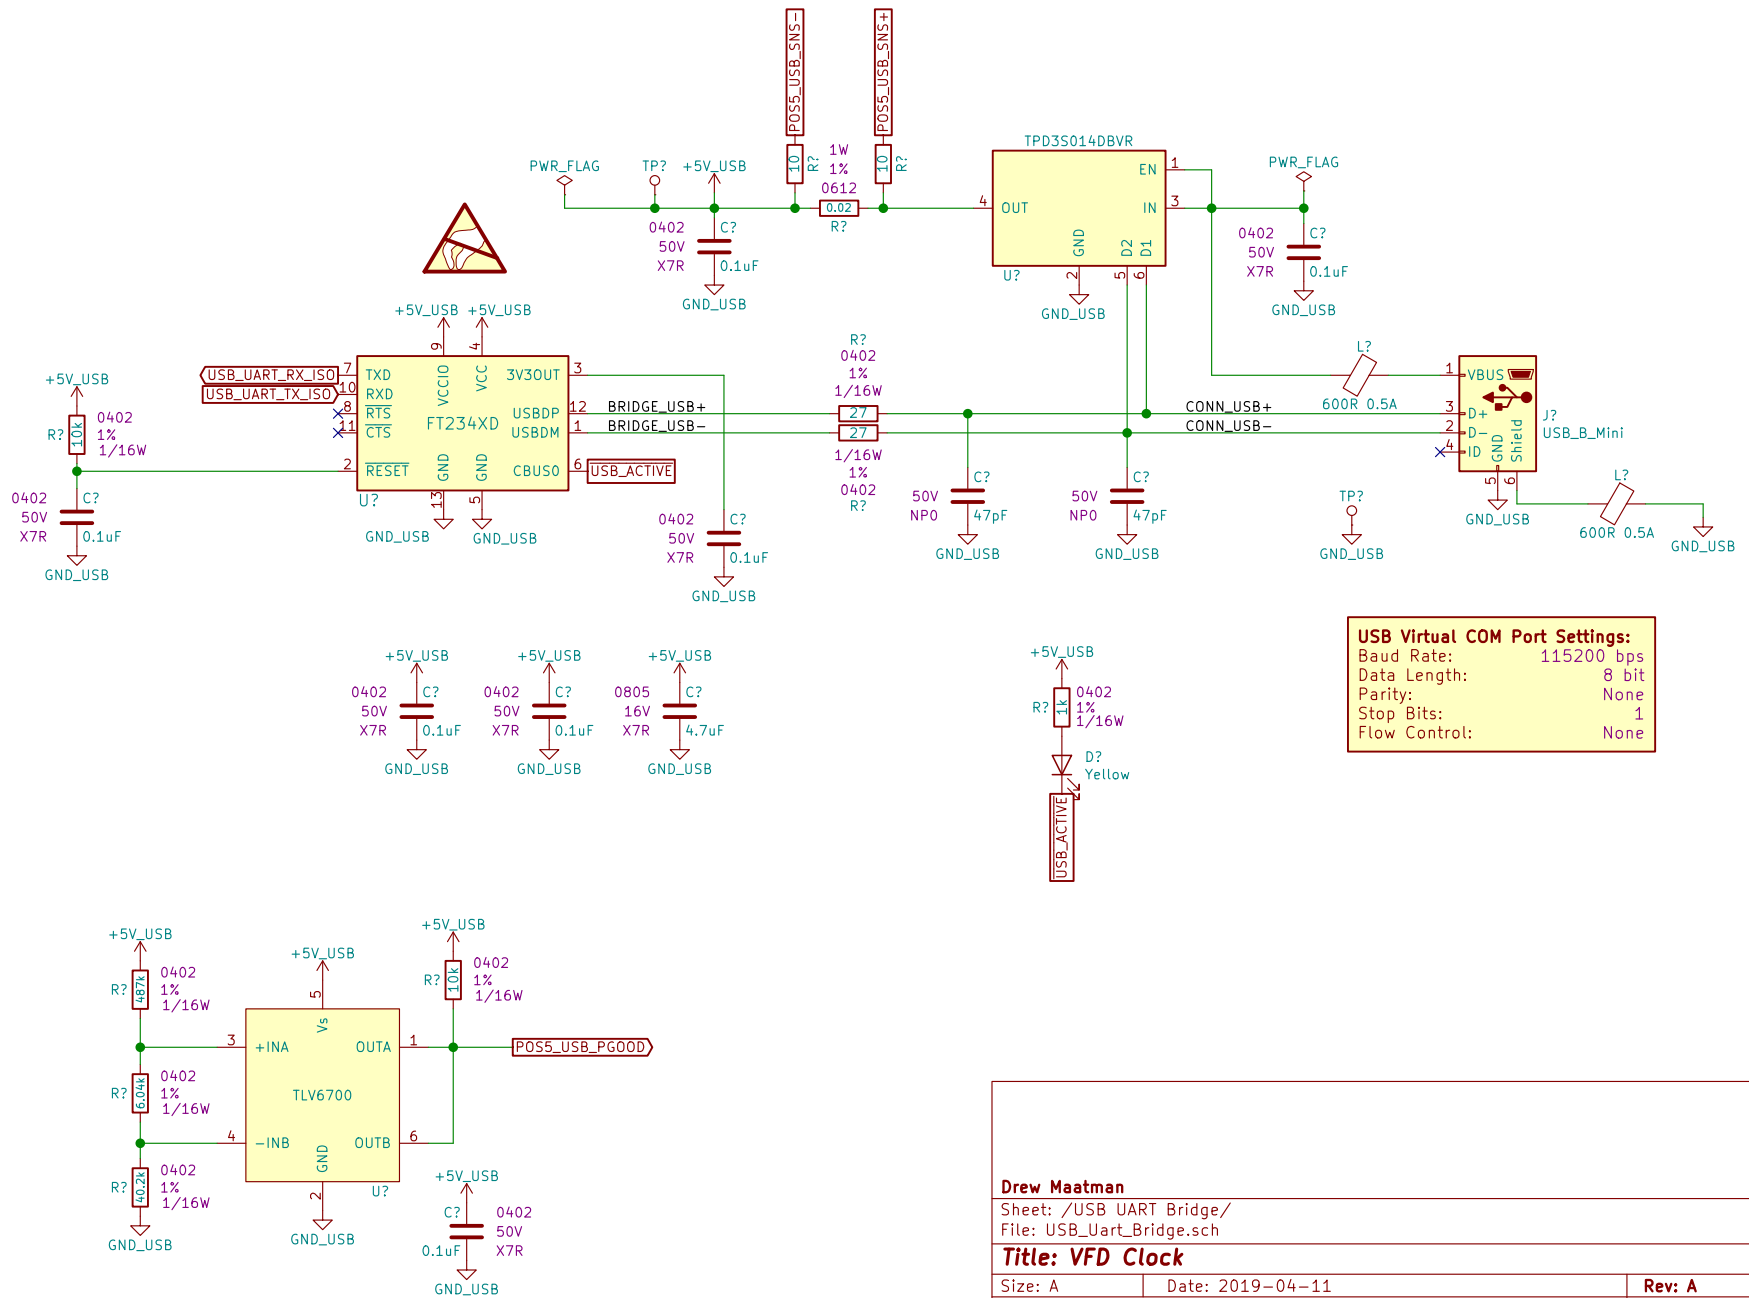 POS5_USB_SNS-
POS5_USB_SNS+
10
R?
10
R?
1W
1%
0612
0.02
R?
PWR_FLAG
TP?
+5V_USB
0402
50V
X7R
C?
0.1uF
GND_USB
TPD3S014DBVR
EN
1
IN
3
OUT
4
GND
2
D2
5
D1
6
U?
GND_USB
PWR_FLAG
0402
50V
X7R
C?
0.1uF
GND_USB
+5V_USB
+5V_USB
9
4
VCCIO
VCC
USB_UART_RX_ISO
7
TXD
USB_UART_TX_ISO
10
RXD
8
RTS
11
CTS
2
RESET
FT234XD
3V3OUT
3
USBDP
12
USBDM
1
CBUS0
6
USB_ACTIVE
GND
13
GND
5
U?
GND_USB
GND_USB
+5V_USB
R?
10k
0402
1%
1/16W
0402
50V
X7R
C?
0.1uF
GND_USB
BRIDGE_USB+
BRIDGE_USB-
R?
0402
1%
1/16W
27
27
1/16W
1%
0402
R?
0402
50V
X7R
C?
0.1uF
GND_USB
CONN_USB+
CONN_USB-
50V
NP0
C?
47pF
GND_USB
50V
NP0
C?
47pF
GND_USB
L?
600R 0.5A
1
VBUS
3
D+
2
D-
4
ID
GND
Shield
5
6
J?
USB_B_Mini
GND_USB
L?
600R 0.5A
GND_USB
TP?
GND_USB
+5V_USB
0402
50V
X7R
C?
0.1uF
GND_USB
+5V_USB
0402
50V
X7R
C?
0.1uF
GND_USB
+5V_USB
0805
16V
X7R
C?
4.7uF
GND_USB
+5V_USB
R?
1k
0402
1%
1/16W
D?
Yellow
USB_ACTIVE
USB Virtual COM Port Settings:
Baud Rate: 115200 bps
Data Length: 8 bit
Parity: None
Stop Bits: 1
Flow Control: None
+5V_USB
R?
487k
0402
1%
1/16W
R?
6.04k
0402
1%
1/16W
R?
40.2k
0402
1%
1/16W
GND_USB
+5V_USB
5
Vs
3
+INA
4
-INB
TLV6700
OUTA
1
OUTB
6
GND
2
U?
GND_USB
+5V_USB
R?
10k
0402
1%
1/16W
POS5_USB_PGOOD
+5V_USB
C?
0.1uF
0402
50V
X7R
GND_USB
Drew Maatman
Sheet: /USB UART Bridge/
File: USB_Uart_Bridge.sch
Title: VFD Clock
Size: A
Date: 2019-04-11
Rev: A